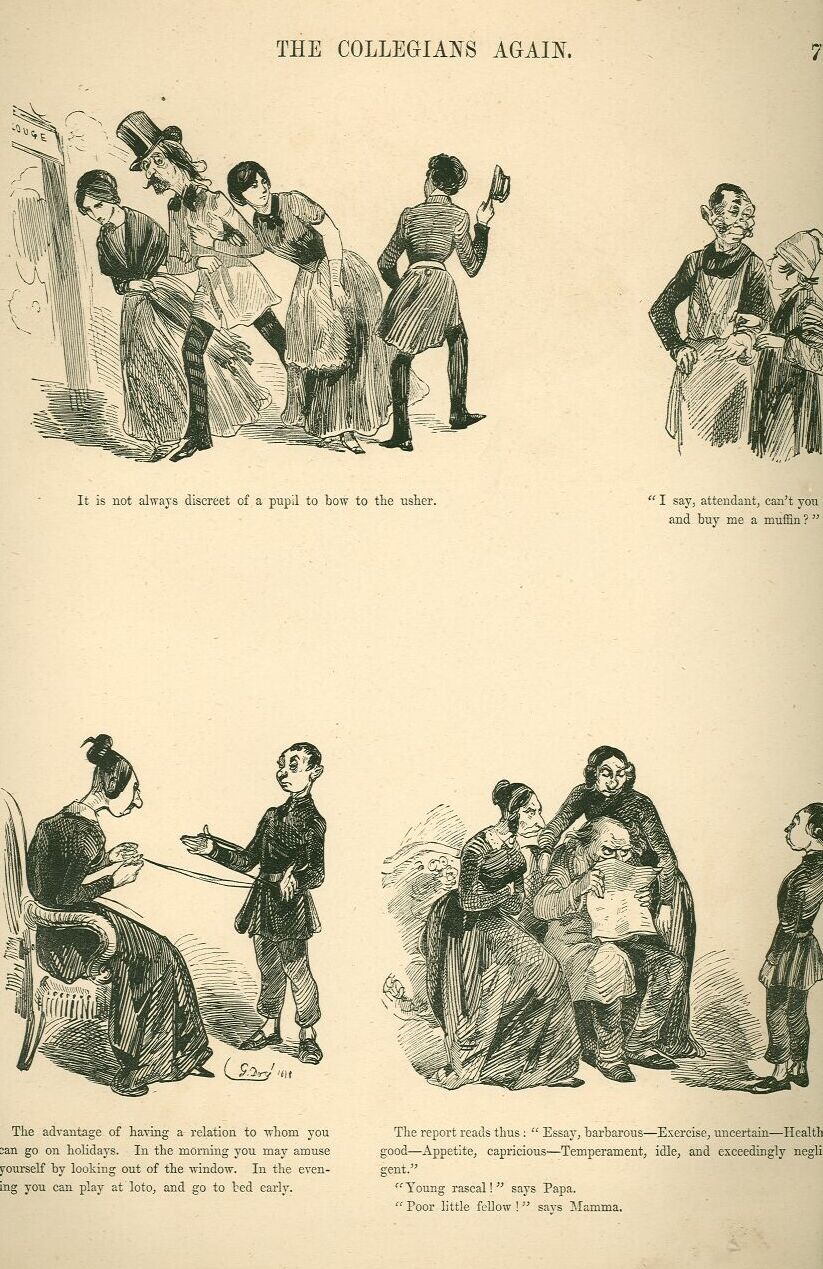 THE COLLEGIANS AGAIN.
7
OUGE
It is not always discreet of a pupil to bow to the usher.
“I say, attendant, can't you
and buy me a muffin?”
G. Doré
The advantage of having a relation to whom you
can go on holidays. In the morning you may amuse
yourself by looking out of the window. In the even-
ing you can play at loto, and go to bed early.
The report reads thus: “Essay, barbarous—Exercise, uncertain—Health
good—Appetite, capricious—Temperament, idle, and exceedingly negli
gent.”
“Young rascal!” says Papa.
“Poor little fellow!” says Mamma.